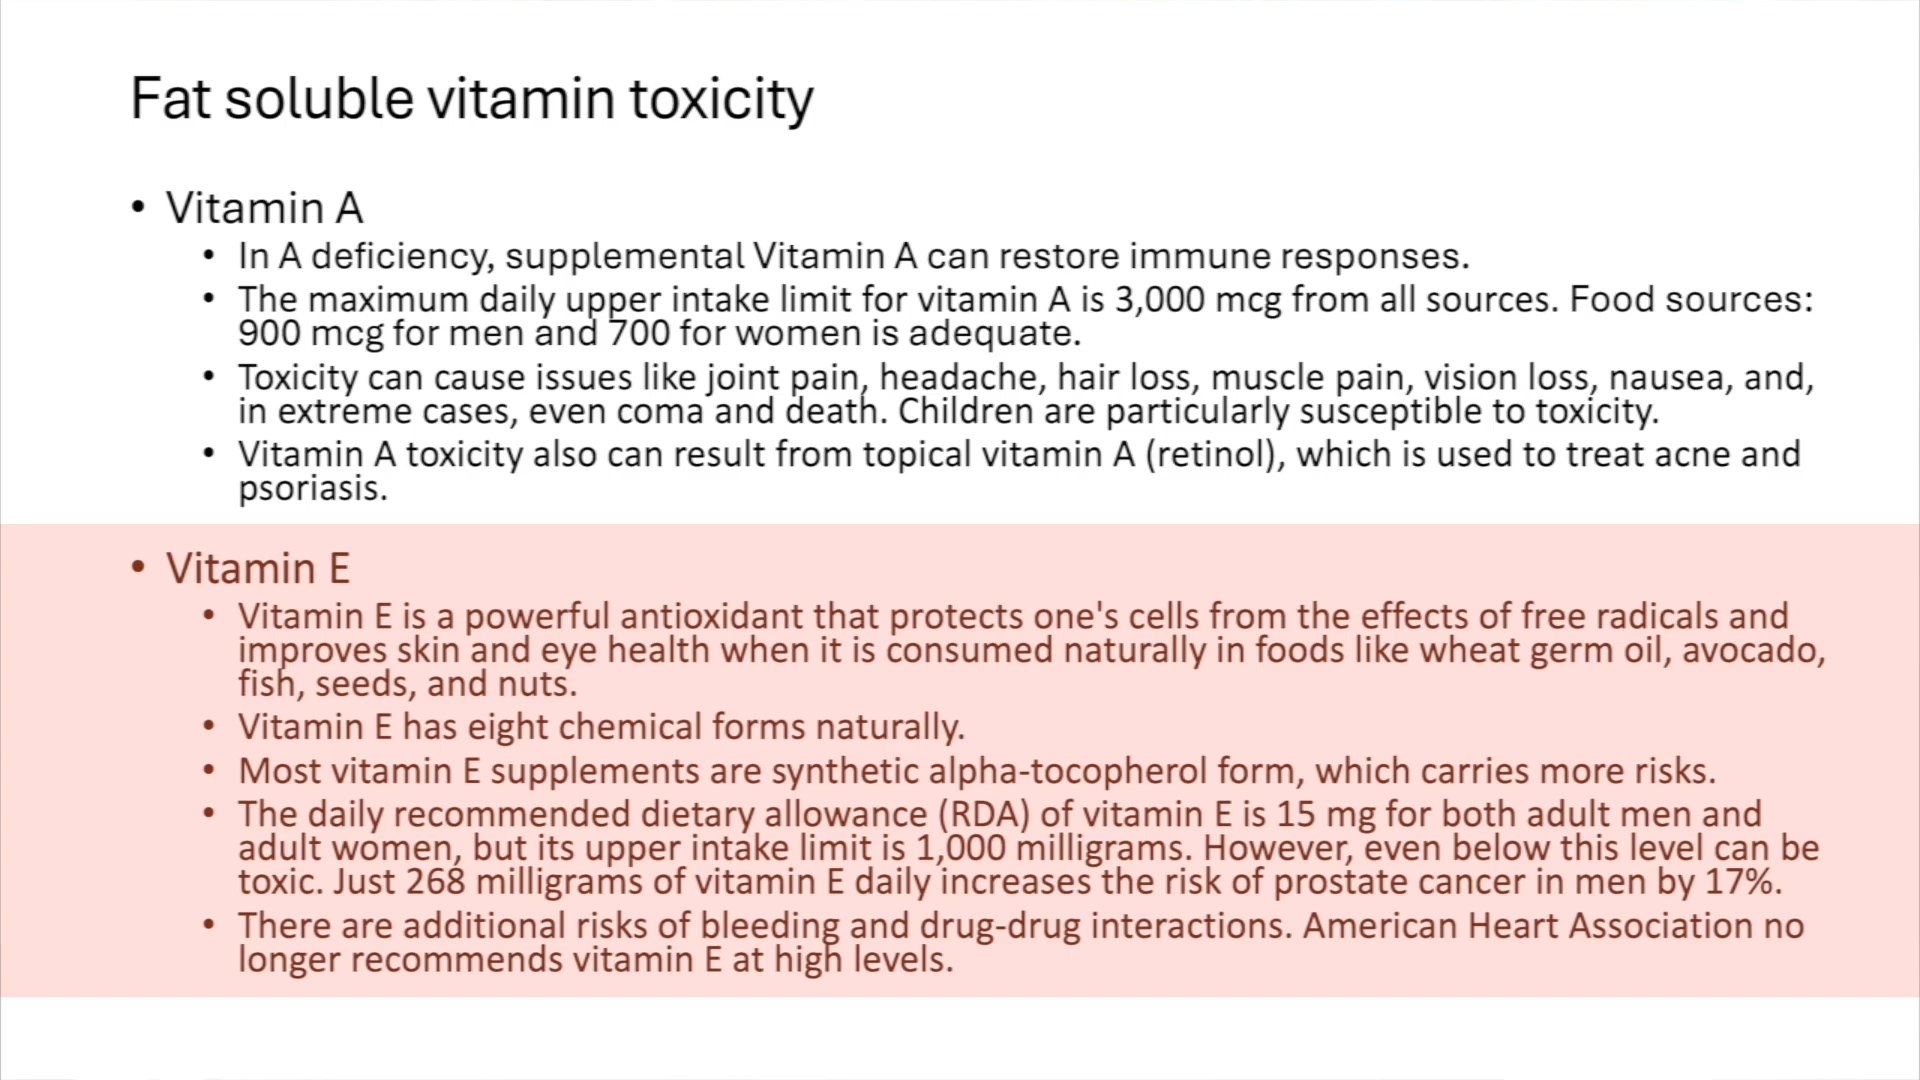 Fat soluble vitamin toxicity
• Vitamin A
• In A deficiency, supplemental Vitamin A can restore immune responses.
• The maximum daily upper intake limit for vitamin A is 3,000 mcg from all sources. Food sources:
900 mcg for men and 700 for women is adequate.
• Toxicity can cause issues like joint pain, headache, hair loss, muscle pain, vision loss, nausea, and,
in extreme cases, even coma and death. Children are particularly susceptible to toxicity.
• Vitamin A toxicity also can result from topical vitamin A (retinol), which is used to treat acne and
psoriasis.
• Vitamin E
• Vitamin E is a powerful antioxidant that protects one's cells from the effects of free radicals and
improves skin and eye health when it is consumed naturally in foods like wheat germ oil, avocado,
fish, seeds, and nuts.
• Vitamin E has eight chemical forms naturally.
• Most vitamin E supplements are synthetic alpha-tocopherol form, which carries more risks.
• The daily recommended dietary allowance (RDA) of vitamin E is 15 mg for both adult men and
adult women, but its upper intake limit is 1,000 milligrams. However, even below this level can be
toxic. Just 268 milligrams of vitamin E daily increases the risk of prostate cancer in men by 17%.
• There are additional risks of bleeding and drug-drug interactions. American Heart Association no
longer recommends vitamin E at high levels.